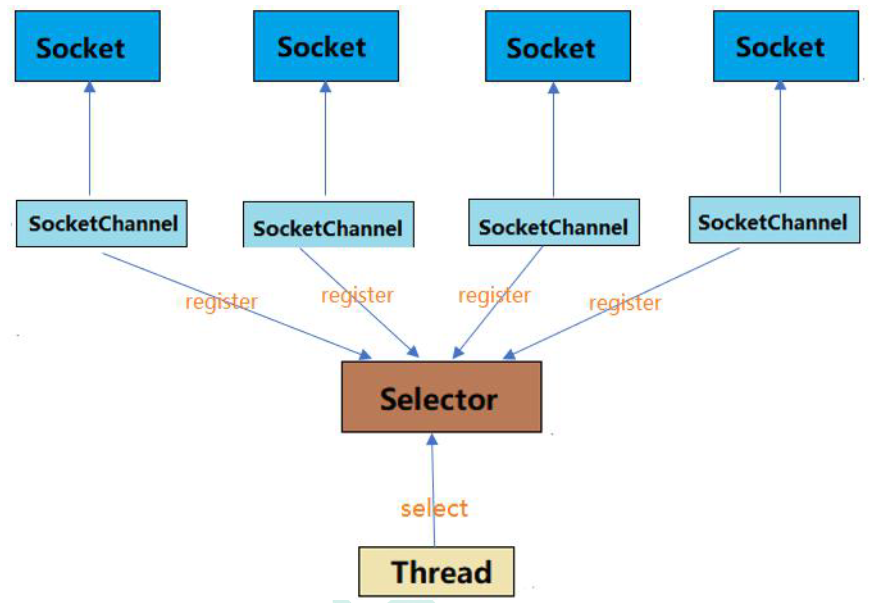 Socket
Socket
Socket
Socket
SocketChannel
SocketChannel
SocketChannel
SocketChannel
register
register
register
register
Selector
select
Thread